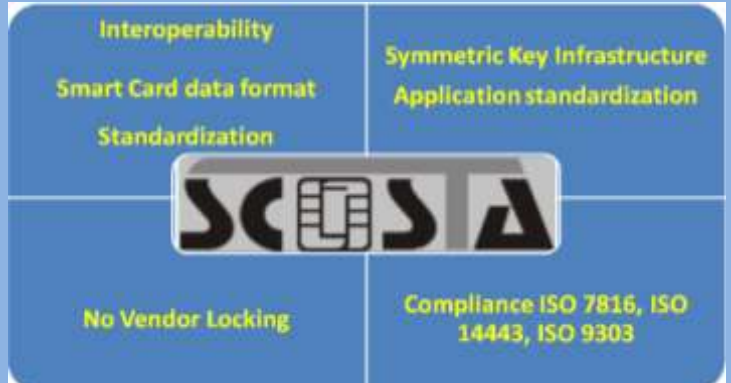 Interoperability
Smart Card data format
Standardization
Symmetric Key Infrastructure
Application standardization
SCOSTA
No Vendor Locking
Compliance ISO 7816, ISO
14443, ISO 9303